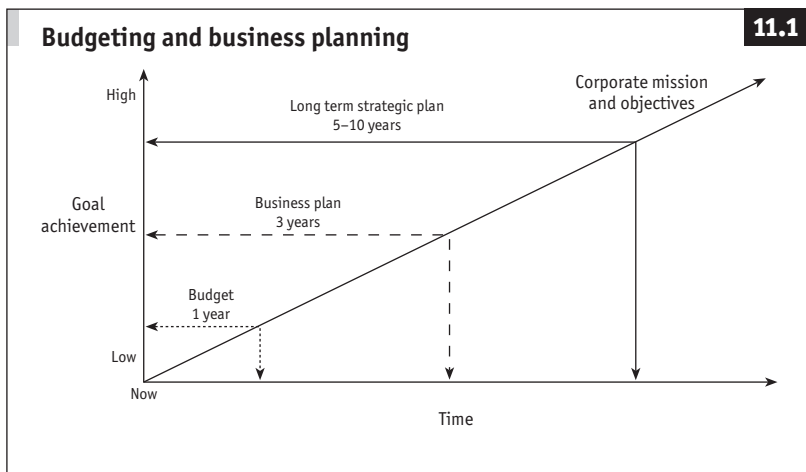 Budgeting and business planning
11.1
High
Corporate mission
and objectives
Long term strategic plan
5–10 years
Goal
achievement
Business plan
3 years
Budget
1 year
Low
Now
Time